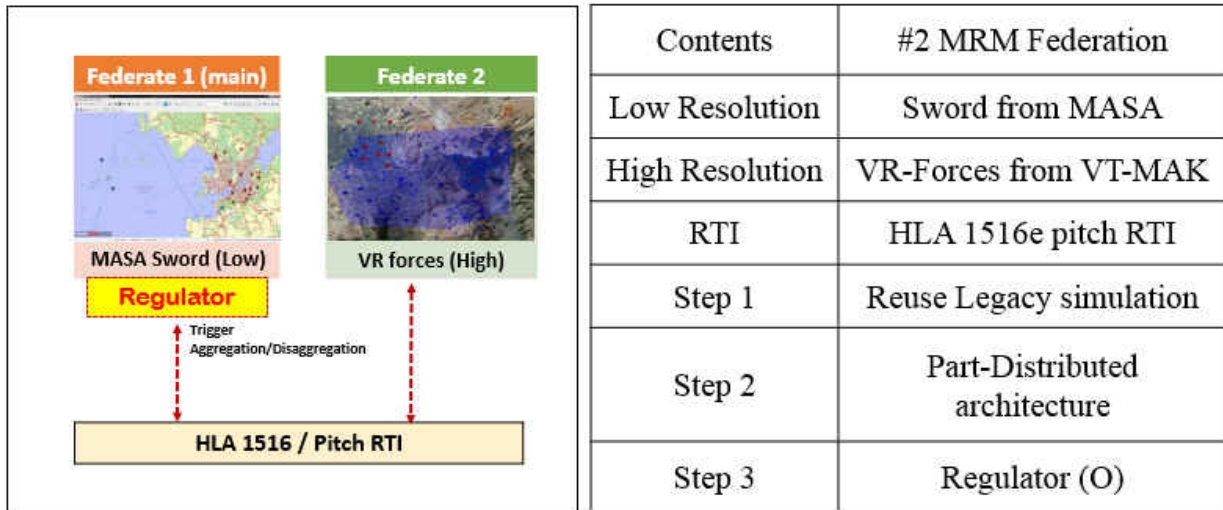 Federate 1 (main)
Federate 2
MASA Sword (Low)
VR forces (High)
Regulator
Trigger
Aggregation/Disaggregation
HLA 1516 / Pitch RTI
Contents
#2 MRM Federation
Low Resolution
Sword from MASA
High Resolution
VR-Forces from VT-MAK
RTI
HLA 1516e pitch RTI
Step 1
Reuse Legacy simulation
Step 2
Part-Distributed
architecture
Step 3
Regulator (O)